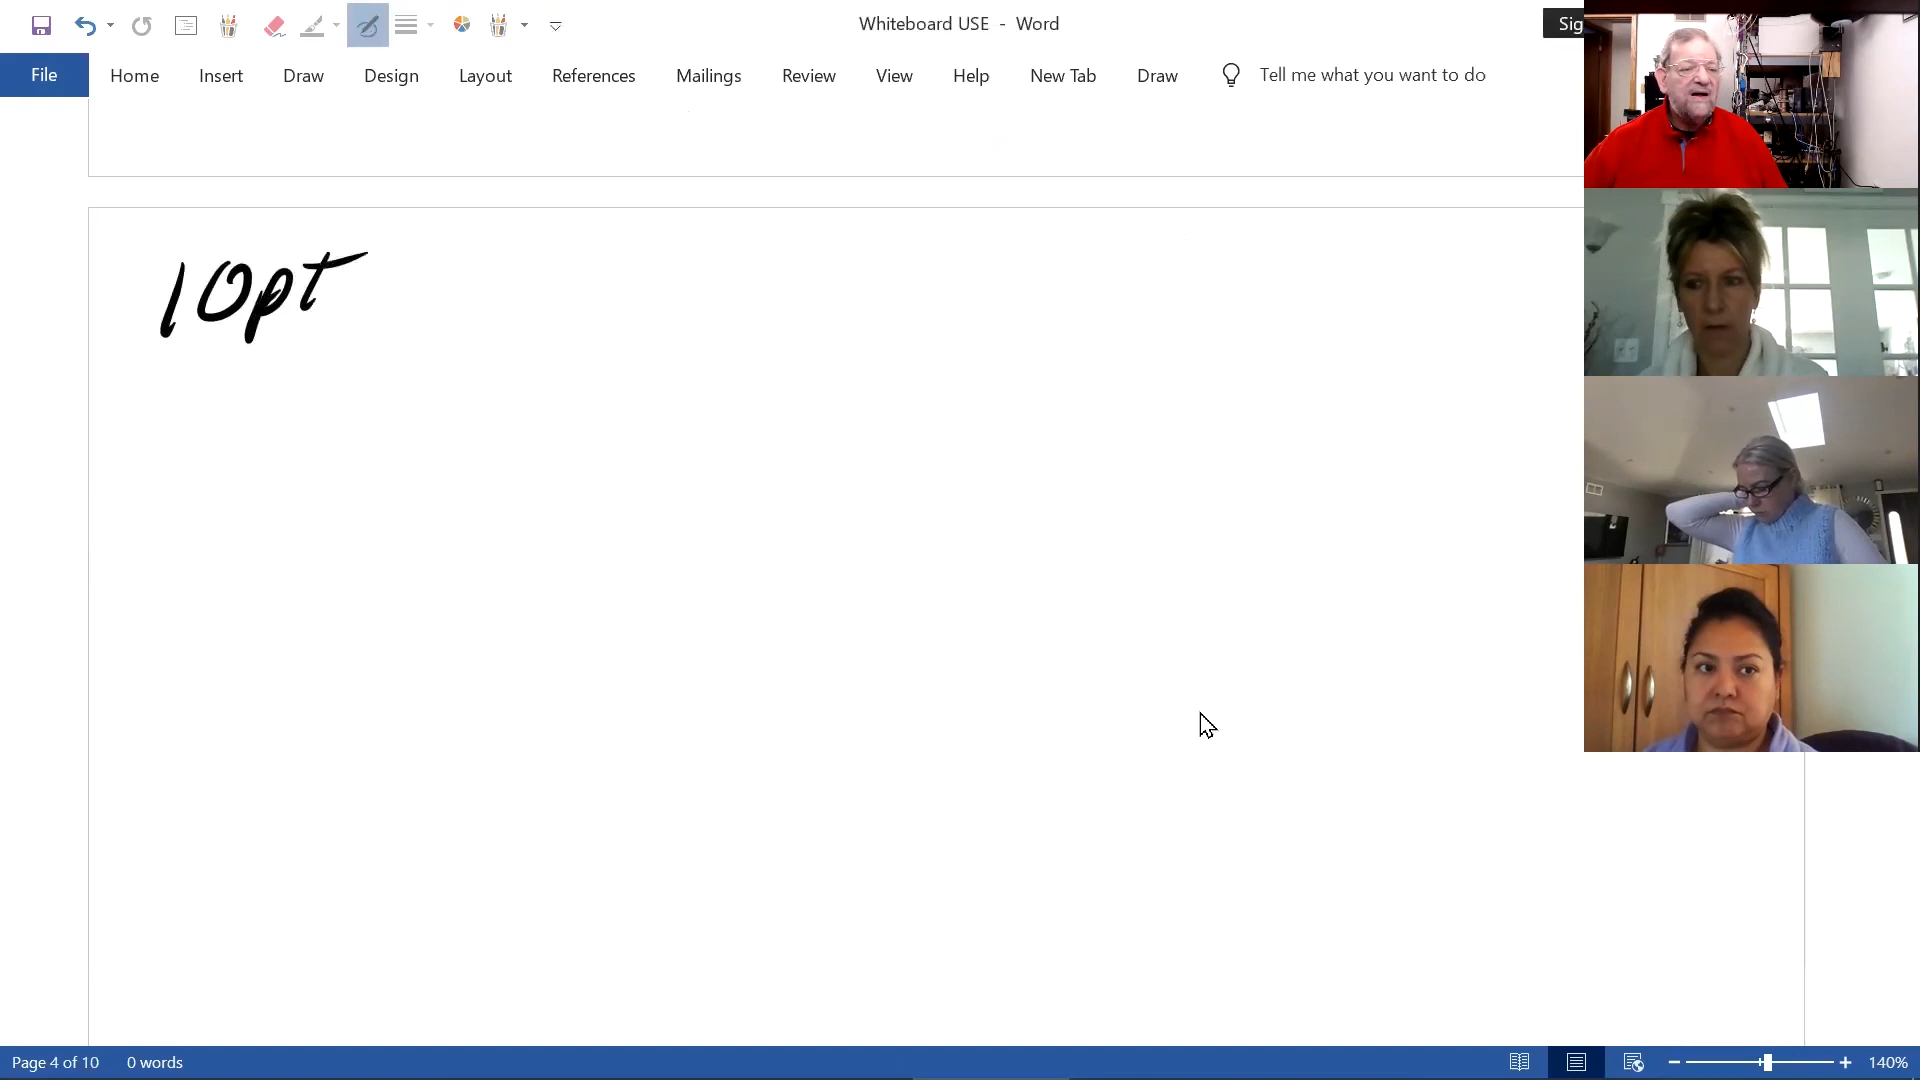 Whiteboard USE - Word
Sig
File Home Insert Draw Design Layout References Mailings Review View Help New Tab Draw Tell me what you want to do
10pt
Page 4 of 10 0 words 140%